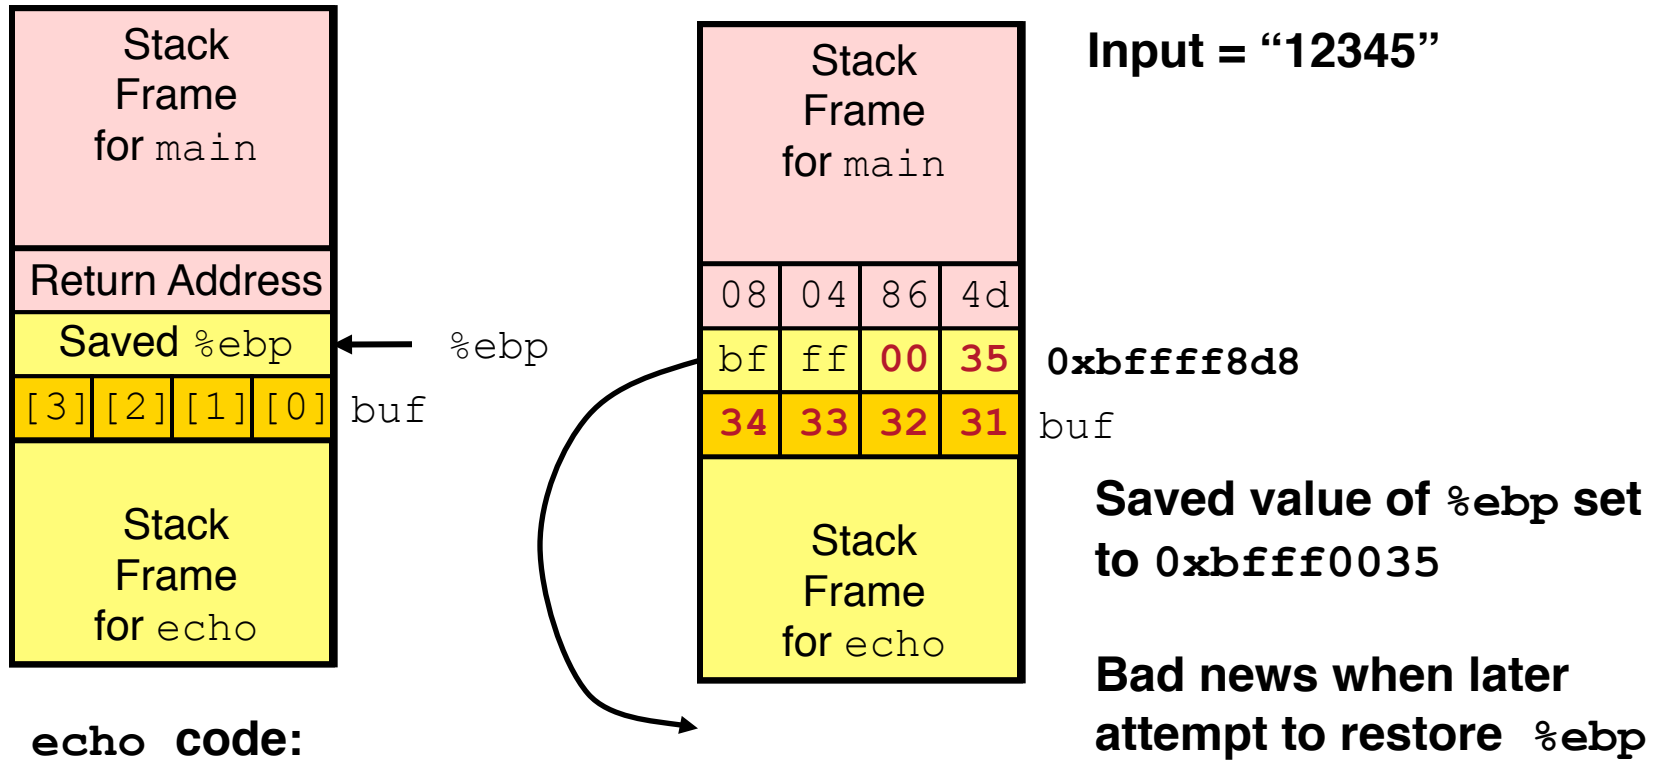 Stack
Frame
for main
Return Address
Saved %ebp
%ebp
[3] [2] [1] [0] buf
Stack
Frame
for echo
echo code:
Stack
Frame
for main
08 04 86 4d
bf ff 00 35 0xbffff8d8
34 33 32 31 buf
Stack
Frame
for echo
Input = “12345”
Saved value of %ebp set
to 0xbfff0035
Bad news when later
attempt to restore %ebp